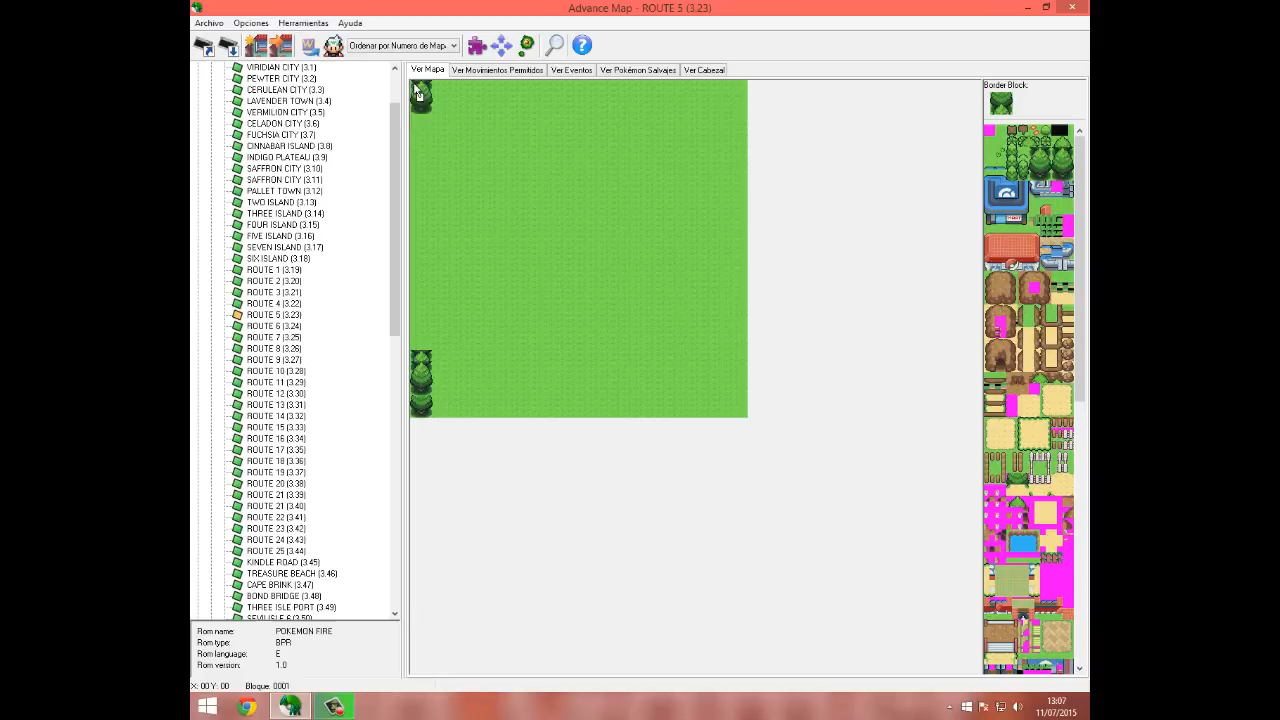 Advance Map - ROUTE 5 (3.23)
Archivo Opciones Herramientas Ayuda
Ordenar por Numero de Map
Ver Mapa Ver Movimientos Permitidos Ver Eventos Ver Pokémon Salvajes Ver Cabezal
Border Block:
VIRIDIAN CITY (3.1)
PEWTER CITY (3.2)
CERULEAN CITY (3.3)
LAVENDER TOWN (3.4)
VERMILION CITY (3.5)
CELADON CITY (3.6)
FUCHSIA CITY (3.7)
CINNABAR ISLAND (3.8)
INDIGO PLATEAU (3.9)
SAFFRON CITY (3.10)
SAFFRON CITY (3.11)
PALLET TOWN (3.12)
TWO ISLAND (3.13)
THREE ISLAND (3.14)
FOUR ISLAND (3.15)
FIVE ISLAND (3.16)
SEVEN ISLAND (3.17)
SIX ISLAND (3.18)
ROUTE 1 (3.19)
ROUTE 2 (3.20)
ROUTE 3 (3.21)
ROUTE 4 (3.22)
ROUTE 5 (3.23)
ROUTE 6 (3.24)
ROUTE 7 (3.25)
ROUTE 8 (3.26)
ROUTE 9 (3.27)
ROUTE 10 (3.28)
ROUTE 11 (3.29)
ROUTE 12 (3.30)
ROUTE 13 (3.31)
ROUTE 14 (3.32)
ROUTE 15 (3.33)
ROUTE 16 (3.34)
ROUTE 17 (3.35)
ROUTE 18 (3.36)
ROUTE 19 (3.37)
ROUTE 20 (3.38)
ROUTE 21 (3.39)
ROUTE 21 (3.40)
ROUTE 22 (3.41)
ROUTE 23 (3.42)
ROUTE 24 (3.43)
ROUTE 25 (3.44)
KINDLE ROAD (3.45)
TREASURE BEACH (3.46)
CAPE BRINK (3.47)
BOND BRIDGE (3.48)
THREE ISLE PORT (3.49)
Rom name: POKEMON FIRE
Rom type: BPR
Rom language: E
Rom version: 1.0
X: 00 Y: 00 Bloque: 0001
13:07
11/07/2015